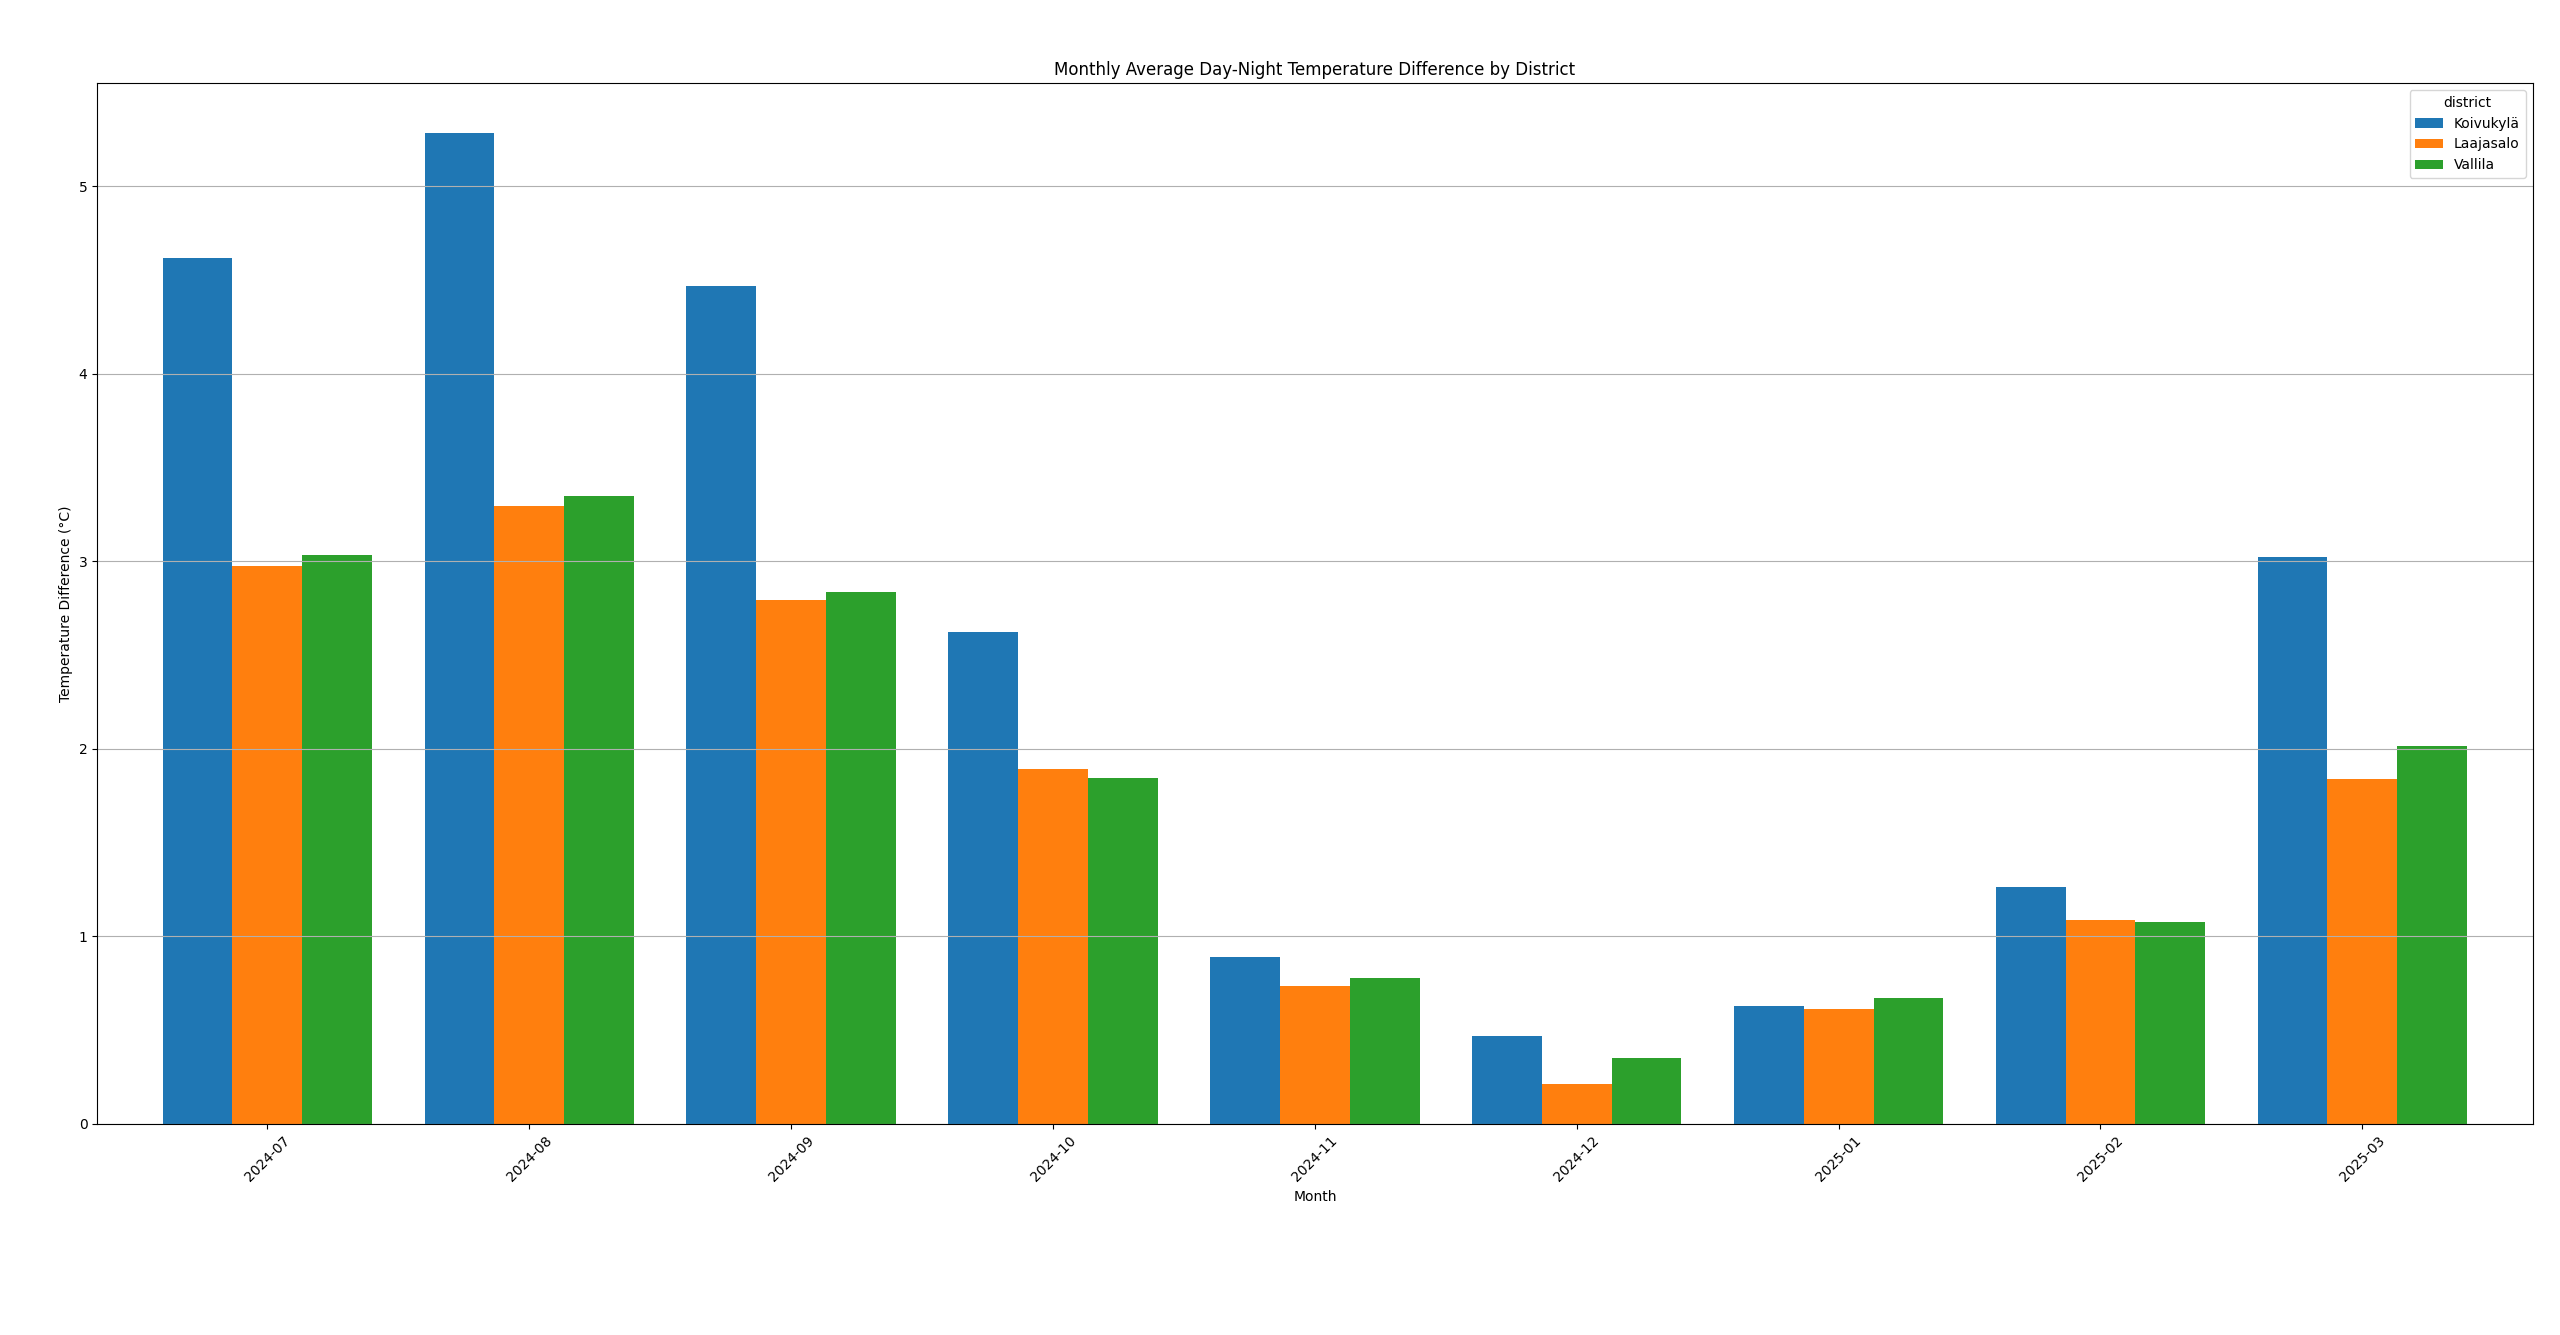 Monthly Average Day-Night Temperature Difference by District
district
Koivukylä
Laajasalo
Vallila
Temperature Difference (°C)
5
4
3
2
1
0
2024-07
2024-08
2024-09
2024-10
2024-11
2024-12
2025-01
2025-02
2025-03
Month